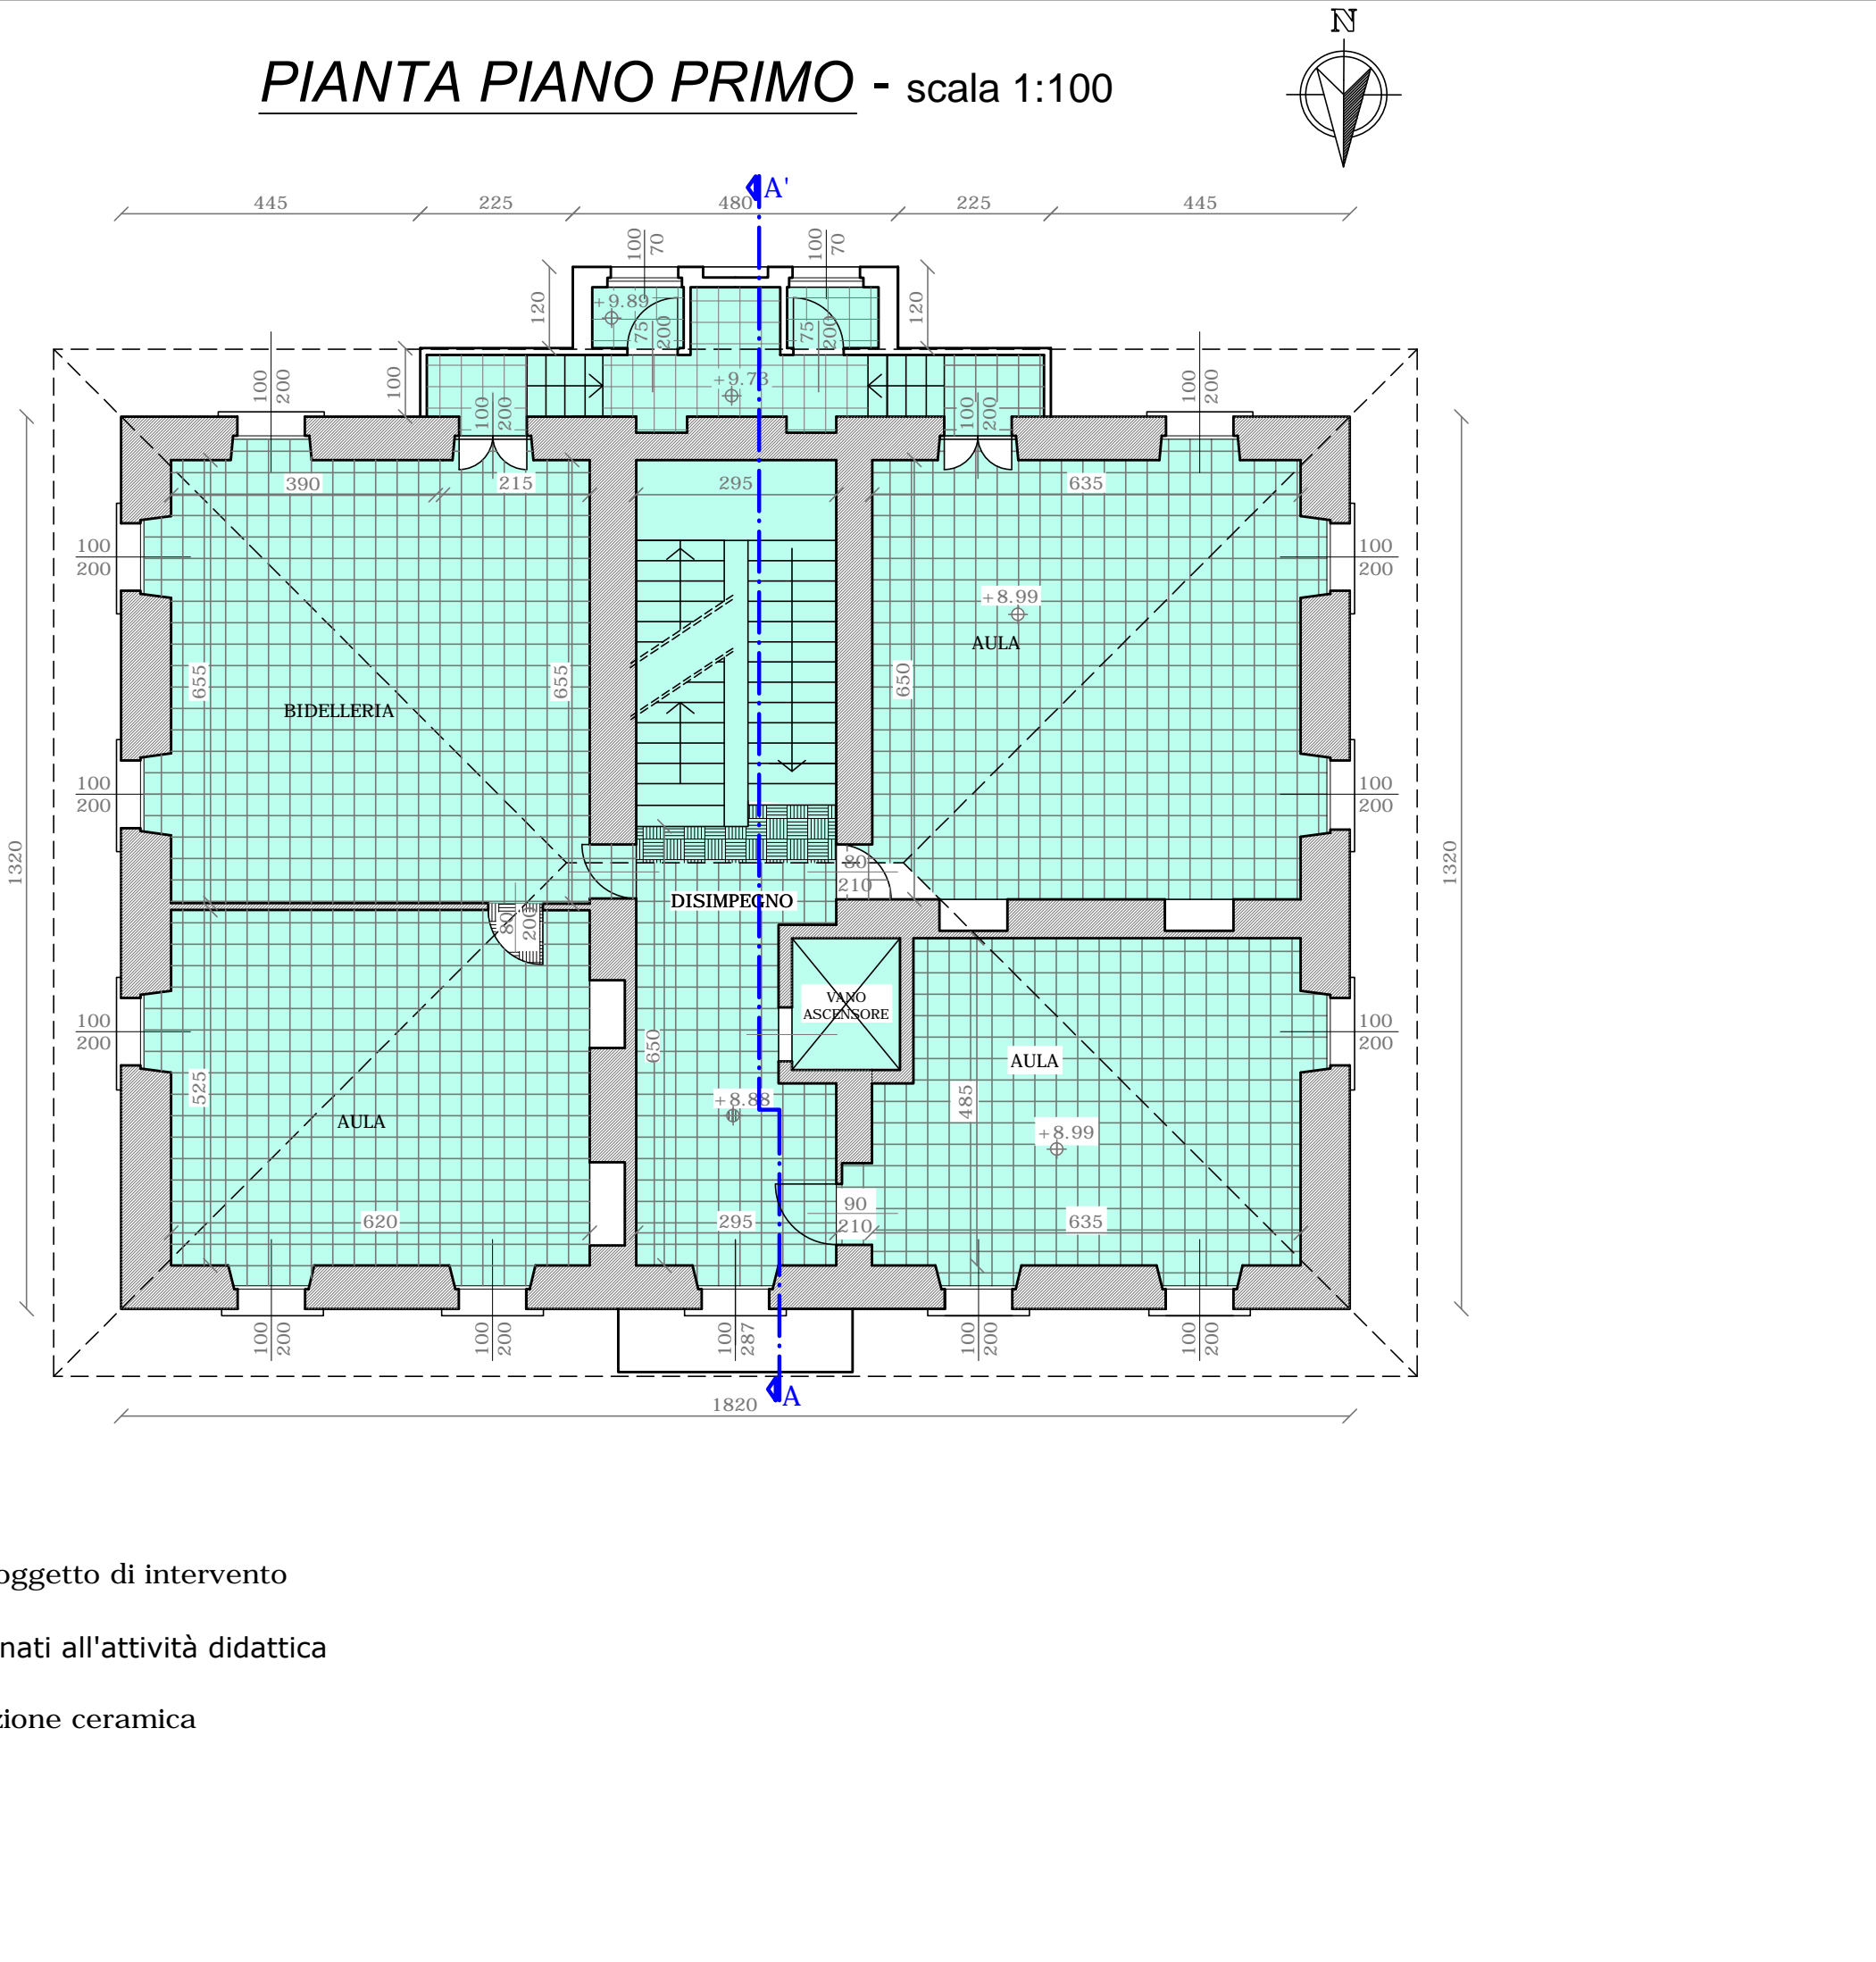 N
PIANTA PIANO PRIMO - scala 1:100
A'
445 225 480 225 445
100 70 100 70
120 +9.89 75 200 75 200 120
100 200 100 +9.73 100 200
100 200 100 200
390 215 295 635
100 200 100 200
+8.99
AULA
655 655 650
BIDELLERIA
100 200 100 200
1320 1320
80 210
DISIMPEGNO
80 200
VANO
ASCENSORE
100 200 100 200
650
AULA
525 485
+8.88
AULA
+8.99
90 210
620 295 635
100 200 100 200 100 287 100 200 100 200
A
1820
oggetto di intervento
nati all'attività didattica
zione ceramica